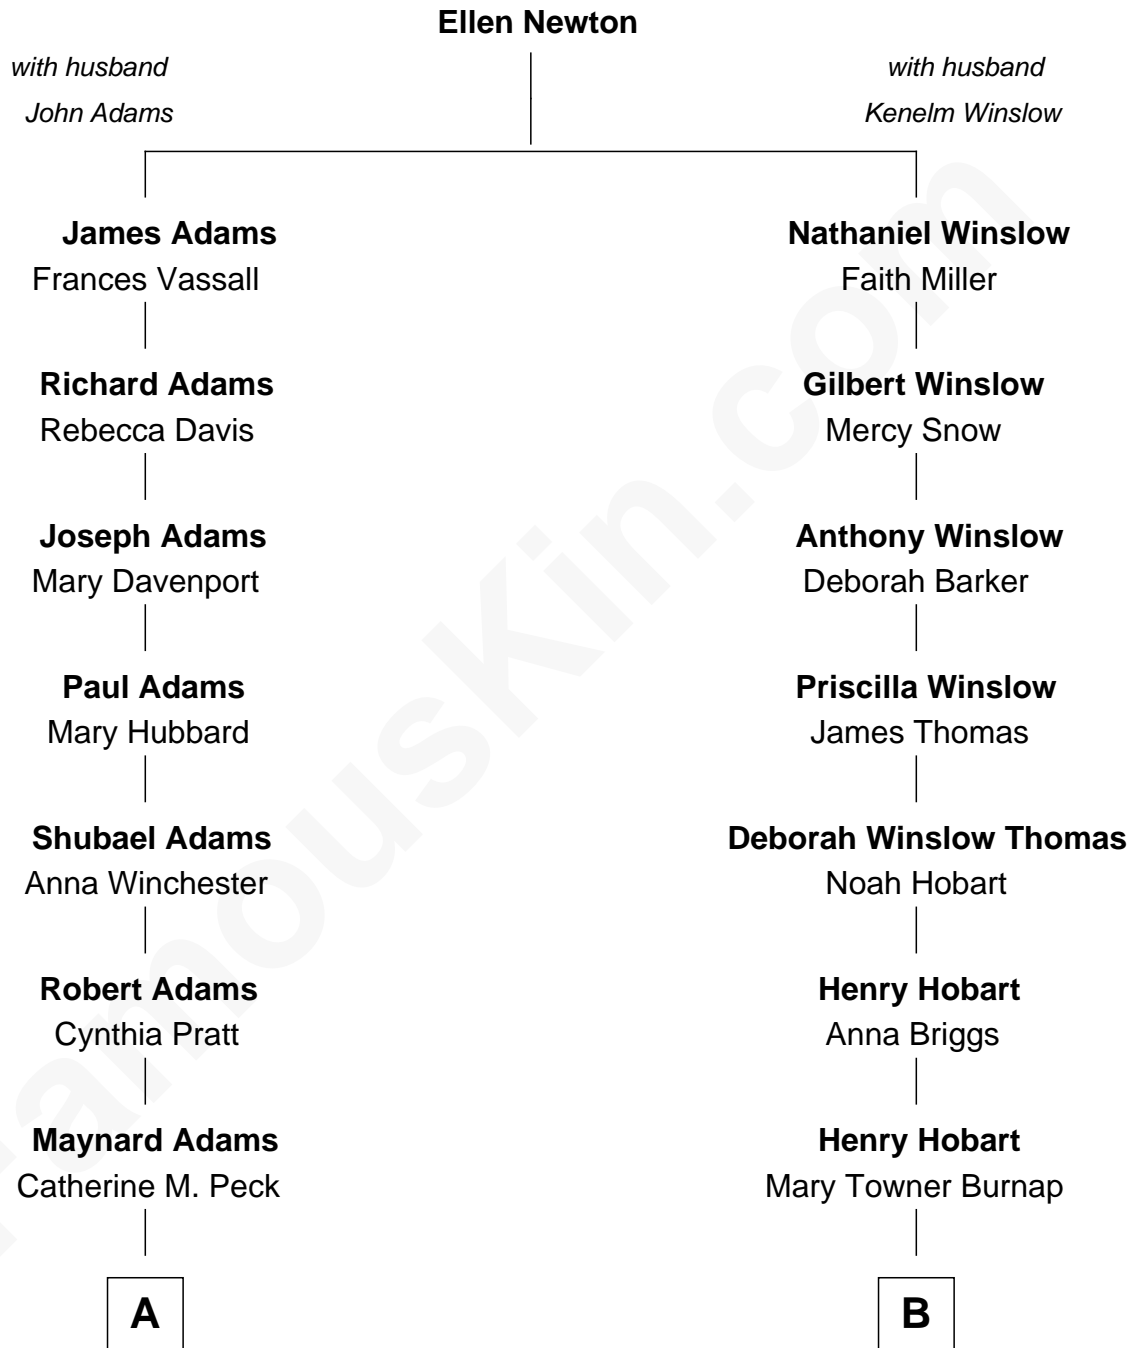 Ellen Newton
with husband
John Adams
with husband
Kenelm Winslow
James Adams
Frances Vassall
Nathaniel Winslow
Faith Miller
Richard Adams
Rebecca Davis
Gilbert Winslow
Mercy Snow
Joseph Adams
Mary Davenport
Anthony Winslow
Deborah Barker
Paul Adams
Mary Hubbard
Priscilla Winslow
James Thomas
Shubael Adams
Anna Winchester
Deborah Winslow Thomas
Noah Hobart
Robert Adams
Cynthia Pratt
Henry Hobart
Anna Briggs
Maynard Adams
Catherine M. Peck
Henry Hobart
Mary Towner Burnap
A
B
FamousKin.com